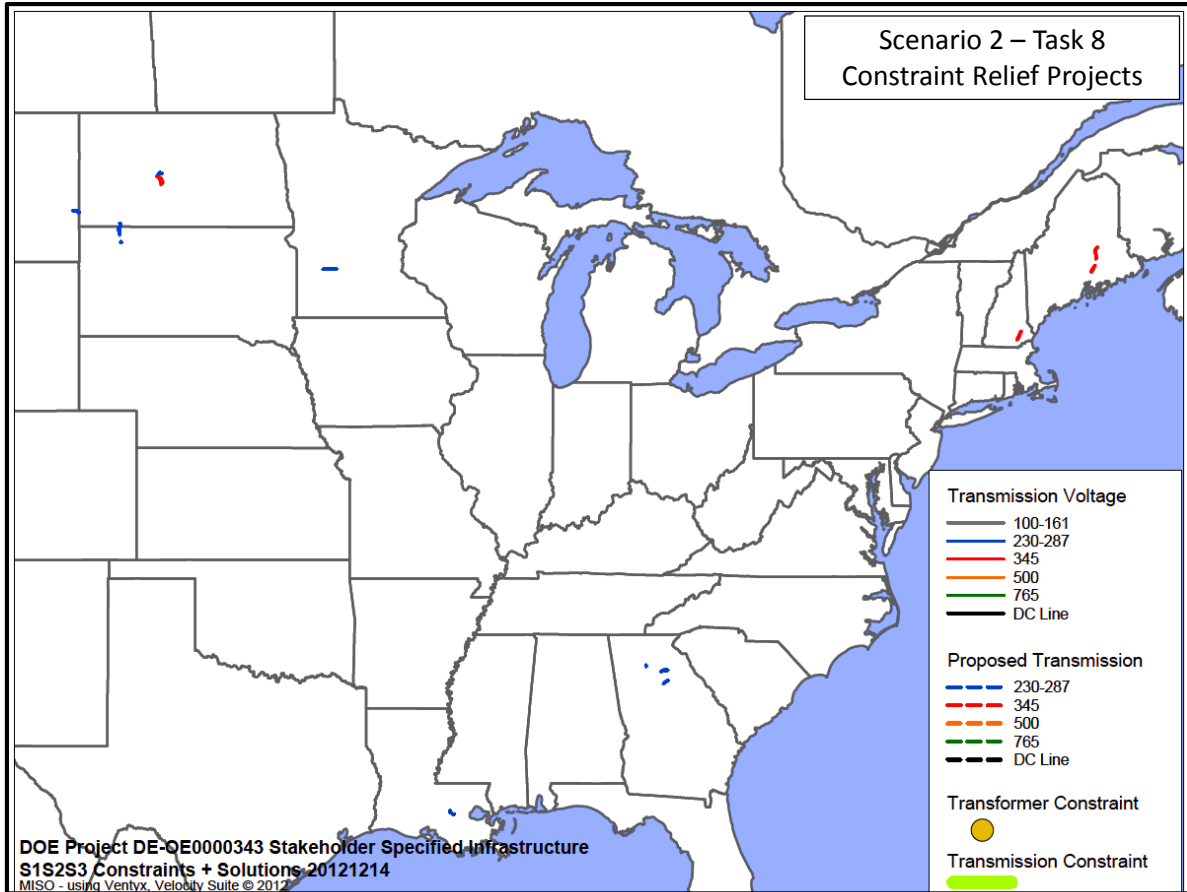 Scenario 2 – Task 8
Constraint Relief Projects
Transmission Voltage
100-161
230-287
345
500
765
DC Line
Proposed Transmission
230-287
345
500
765
DC Line
Transformer Constraint
Transmission Constraint
DOE Project DE-OE0000343 Stakeholder Specified Infrastructure
S1S2S3 Constraints + Solutions 20121214
MISO - using Ventyx, Velocity Suite © 2012